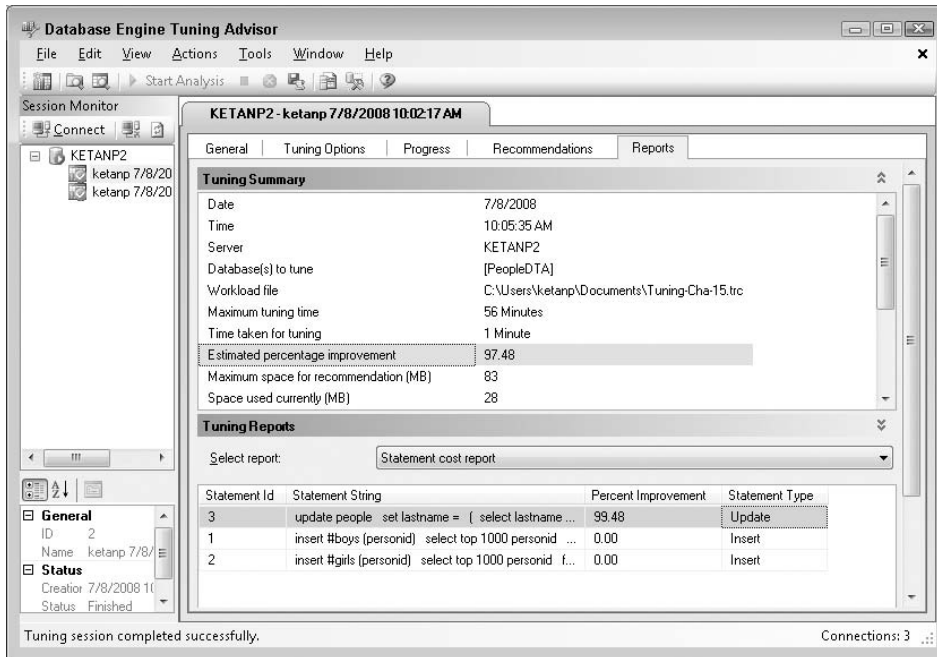 Database Engine Tuning Advisor
File Edit View Actions Tools Window Help
Start Analysis
Session Monitor
Connect
KETANP2
ketanp 7/8/20
ketanp 7/8/20
General
ID 2
Name ketanp 7/8/
Status
Creatior 7/8/2008 1(
Status Finished
KETANP2 - ketanp 7/8/2008 10:02:17 AM
General Tuning Options Progress Recommendations Reports
Tuning Summary
Date 7/8/2008
Time 10:05:35 AM
Server KETANP2
Database(s) to tune [PeopleDTA]
Workload file C:\Users\ketanp\Documents\Tuning-Cha-15.trc
Maximum tuning time 56 Minutes
Time taken for tuning 1 Minute
Estimated percentage improvement 97.48
Maximum space for recommendation (MB) 83
Space used currently (MB) 28
Tuning Reports
Select report: Statement cost report
Statement Id Statement String Percent Improvement Statement Type
3 update people set lastname = ( select lastname ... 99.48 Update
1 insert #boys (personid) select top 1000 personid ... 0.00 Insert
2 insert #girls (personid) select top 1000 personid f... 0.00 Insert
Tuning session completed successfully. Connections: 3